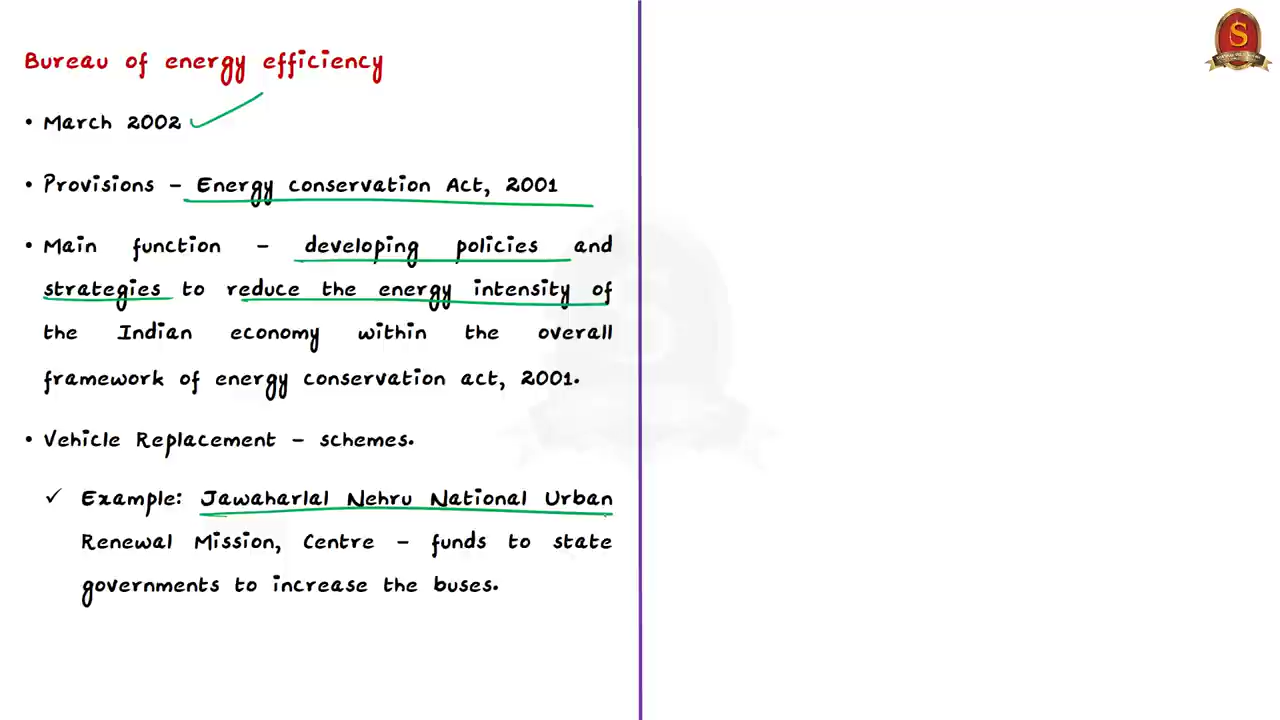 Bureau of energy efficiency
• March 2002
• Provisions – Energy conservation Act, 2001
• Main function – developing policies and
strategies to reduce the energy intensity of
the Indian economy within the overall
framework of energy conservation act, 2001.
• Vehicle Replacement – schemes.
✓ Example: Jawaharlal Nehru National Urban
Renewal Mission, Centre – funds to state
governments to increase the buses.
S